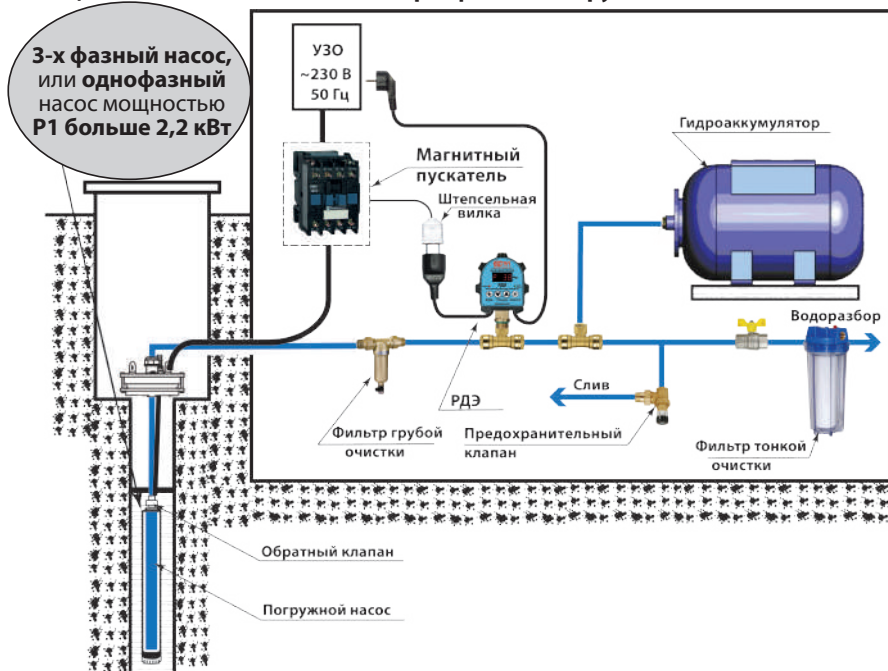 3-х фазный насос,
или однофазный
насос мощностью
Р1 больше 2,2 кВт
УЗО
~230 В
50 Гц
Магнитный
пускатель
Штепсельная
вилка
Гидроаккумулятор
Водоразбор
РДЭ
Слив
Фильтр грубой
очистки
Предохранительный
клапан
Фильтр тонкой
очистки
Обратный клапан
Погружной насос